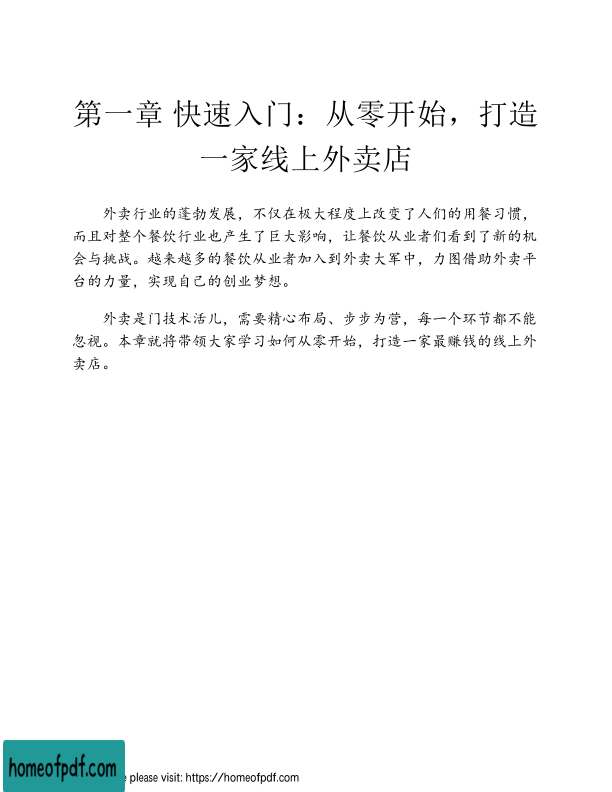 第一章 快速入门：从零开始，打造
一家线上外卖店
外卖行业的蓬勃发展，不仅在极大程度上改变了人们的用餐习惯，
而且对整个餐饮行业也产生了巨大影响，让餐饮从业者们看到了新的机
会与挑战。越来越多的餐饮从业者加入到外卖大军中，力图借助外卖平
台的力量，实现自己的创业梦想。
外卖是门技术活儿，需要精心布局、步步为营，每一个环节都不能
忽视。本章就将带领大家学习如何从零开始，打造一家最赚钱的线上外
卖店。
homeofpdf.com
e please visit: https://homeofpdf.com